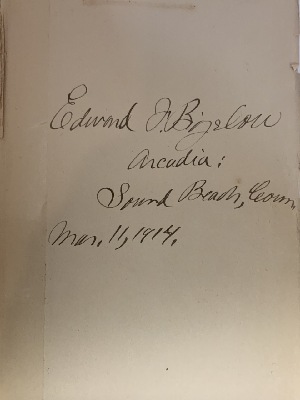 Edward F. Bigelow
Arcadia:
Sound Beach, Conn.
Mar. 11, 1914.